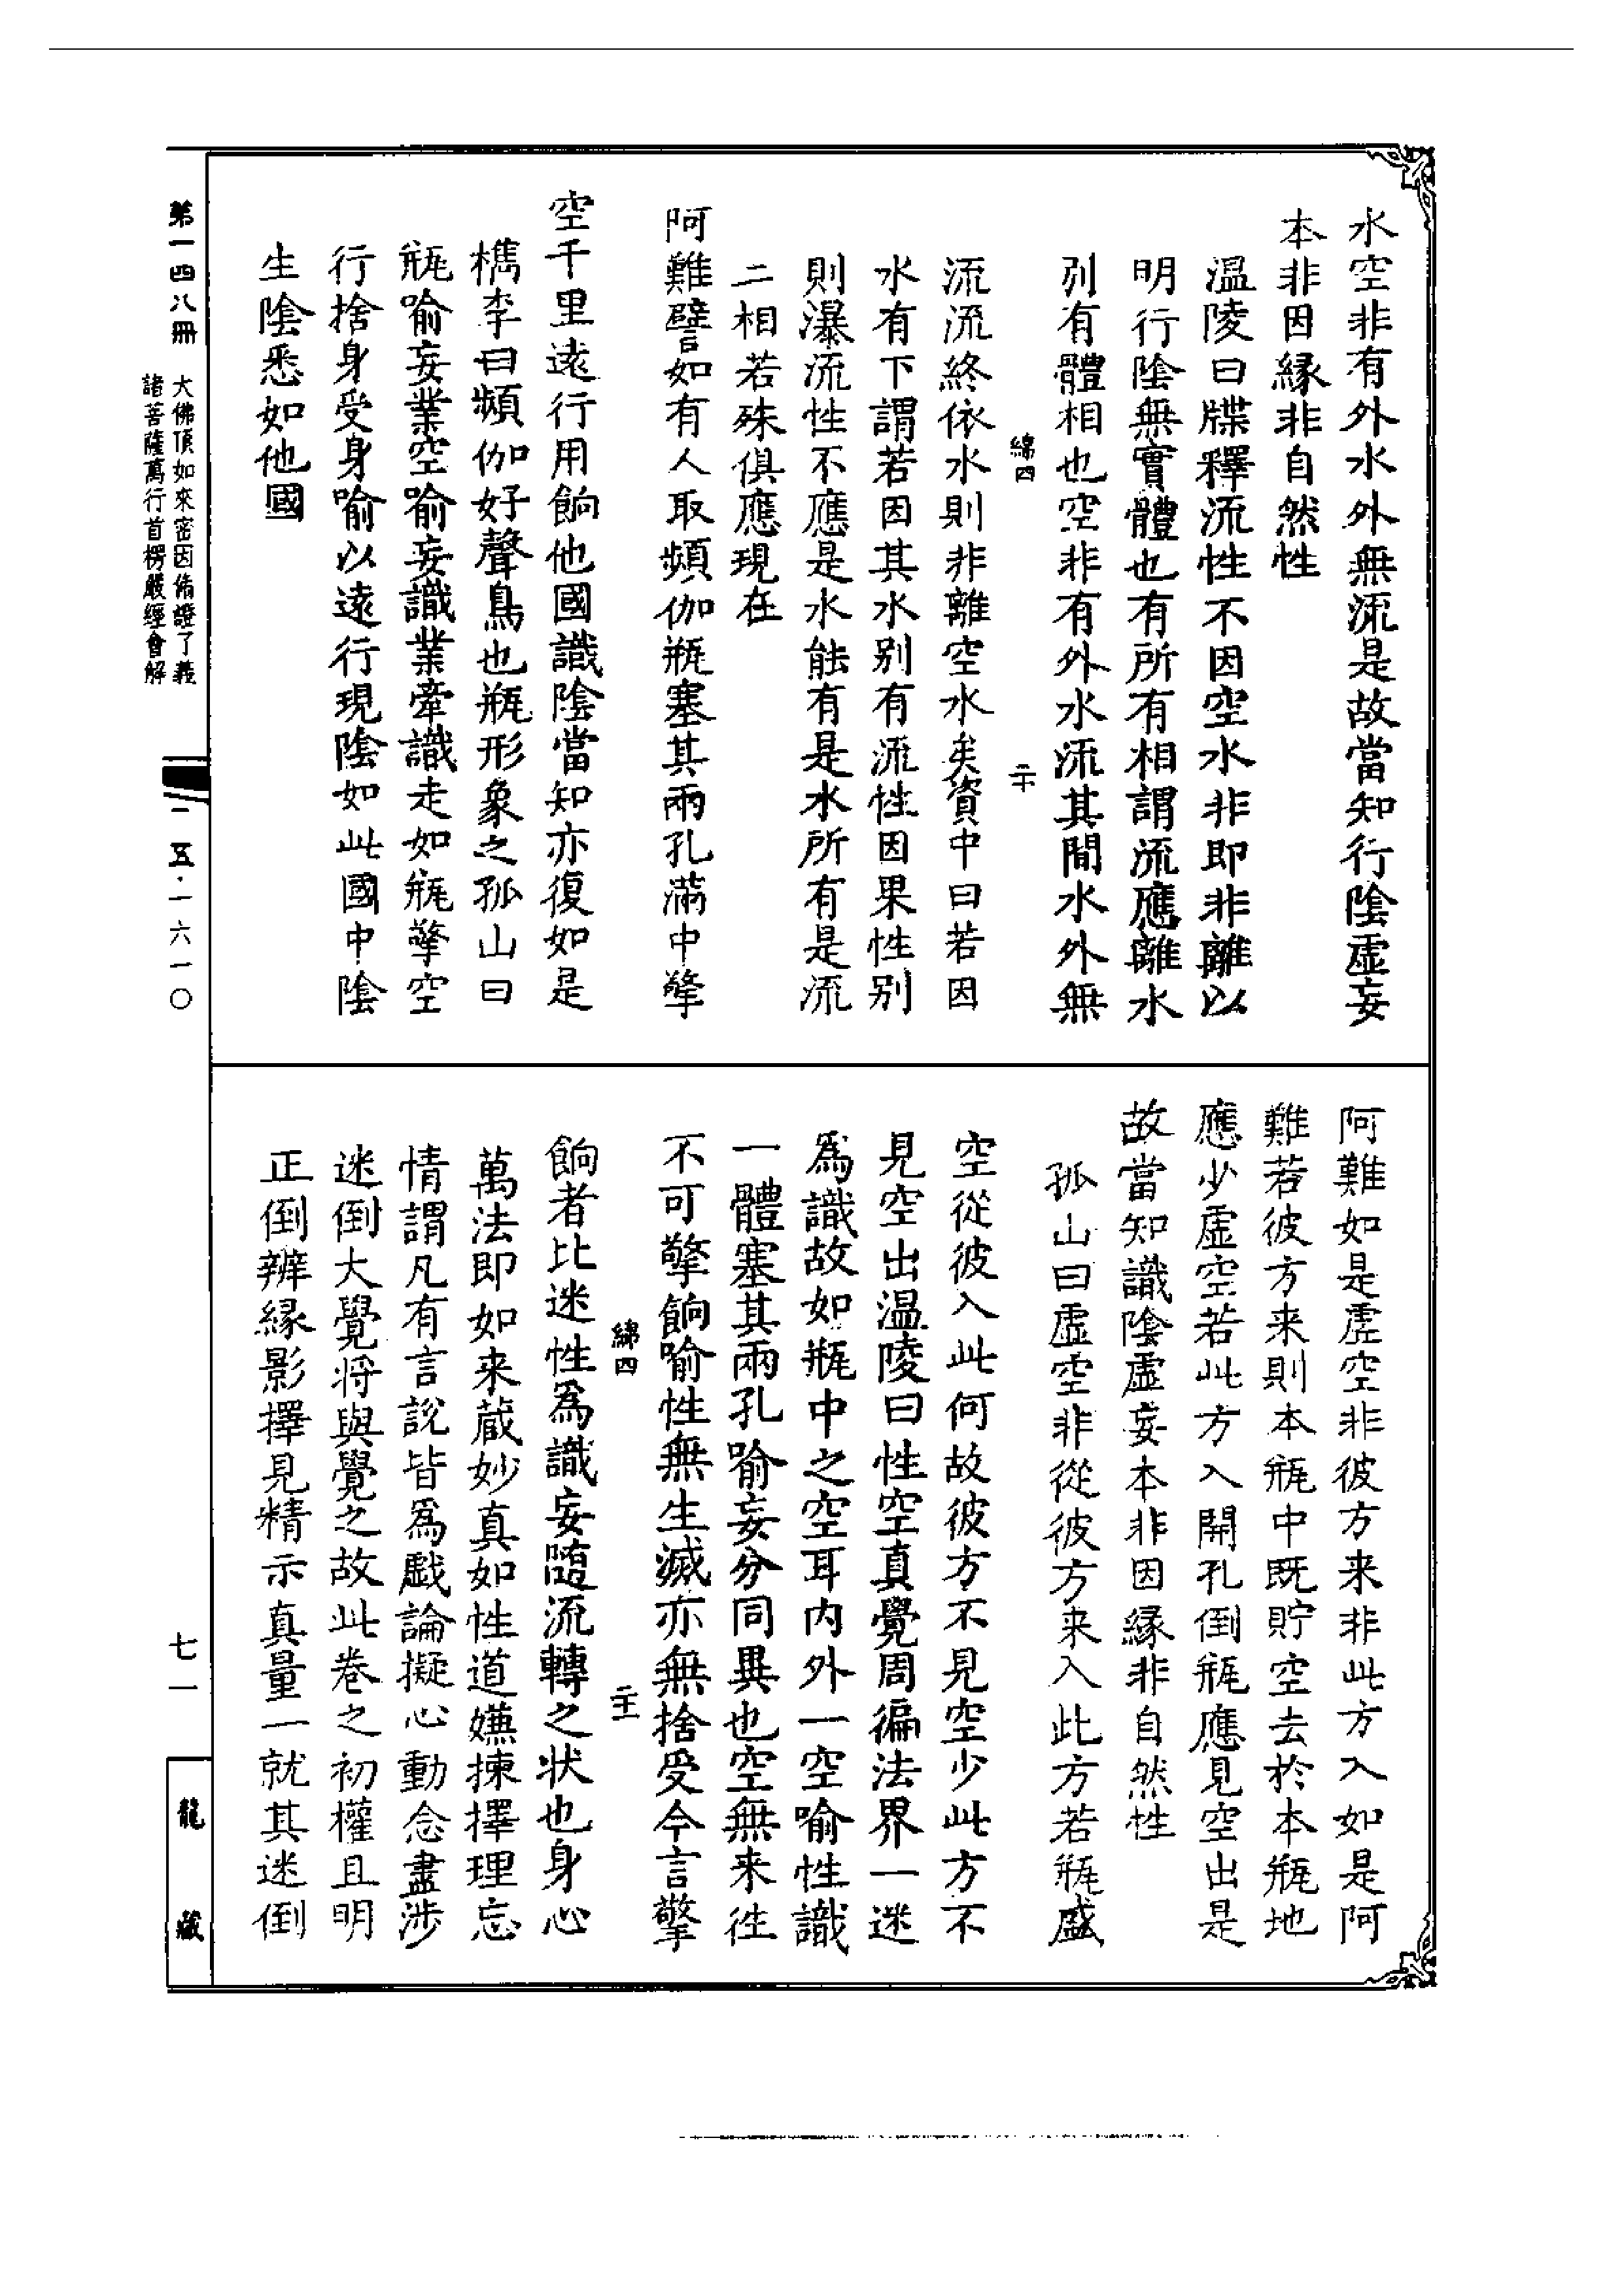 水空非有外水外無流是故當知行陰虛妄
本非因緣非自然性
溫陵曰牒釋流性不因空水非即非離以
明行陰無實體也有所有相謂流應離水
别有體相也空非有外水流其間水外無
綿四
二十
流流終依水則非離空水矣資中曰若因
水有下謂若因其水别有流性因果性别
則瀑流性不應是水能有是水所有是流
二相若殊俱應現在
阿難譬如有人取頻伽瓶塞其兩孔滿中擎
空千里遠行用餉他國識陰當知亦復如是
檇李曰頻伽好聲鳥也瓶形象之孤山曰
瓶喻妄業空喻妄識業牽識走如瓶擎空
行捨身受身喻以遠行現陰如此國中陰
生陰悉如他國
阿難如是虛空非彼方来非此方入如是阿
難若彼方来則本瓶中既貯空去於本瓶地
應少虛空若此方入開孔倒瓶應見空出是
故當知識陰虛妄本非因緣非自然性
孤山曰虛空非從彼方来入此方若瓶盛
空從彼入此何故彼方不見空少此方不
見空出溫陵曰性空真覺周徧法界一迷
為識故如瓶中之空耳内外一空喻性識
一體塞其兩孔喻妄分同異也空無来徃
不可擎餉喻性無生滅亦無捨受今言擎
綿四
二十一
餉者比迷性為識妄隨流轉之状也身心
萬法即如来藏妙真如性道嫌揀擇理忘
情謂凡有言說皆為戲論擬心動念盡涉
迷倒大覺将與覺之故此卷之初權且明
正倒辨緣影擇見精示真量一就其迷倒
第一四八冊
大佛頂如來密因脩證了義
諸菩薩萬行首楞嚴經會解
一五·一六一〇
七一
龍藏